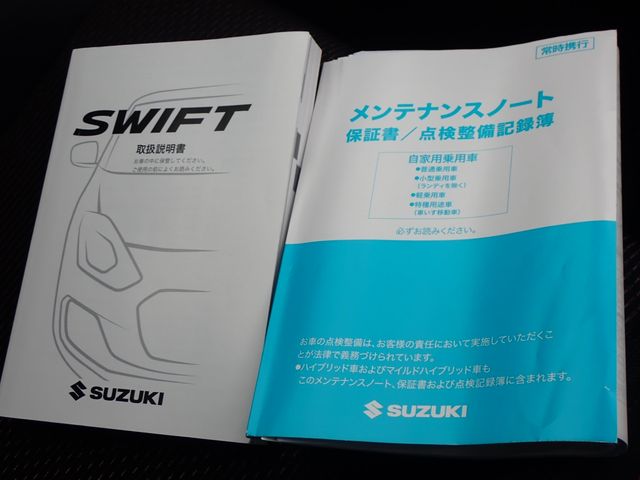 SWIFT
取扱説明書
お車の中に保管してください。
ご使用の前によくお読みください。
SUZUKI
常時携行
メンテナンスノート
保証書／点検整備記録簿
自家用乗用車
●普通乗用車
●小型乗用車
（ランディを除く）
●軽乗用車
●特種用途車
（車いす移動車）
必ずお読みください。
お車の点検整備は、お客様の責任において実施していただくこ
とが法律で義務づけられています。
●ハイブリッド車およびマイルドハイブリッド車も
このメンテナンスノート、保証書および点検記録簿に含まれます。
SUZUKI